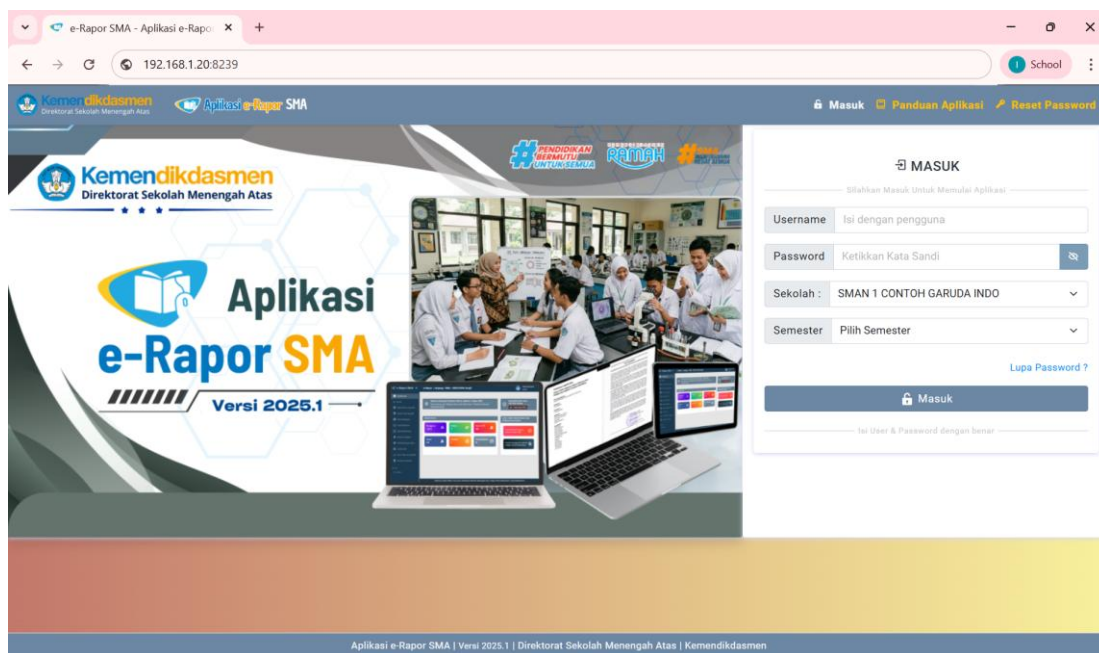 e-Rapor SMA - Aplikasi e-Rapo
192.168.1.20:8239
School
Kemendikdasmen
Direktorat Sekolah Menengah Atas
Aplikasi e-Rapor SMA
Masuk
Panduan Aplikasi
Reset Password
Kemendikdasmen
Direktorat Sekolah Menengah Atas
#PENDIDIKAN
BERMUTU
UNTUK SEMUA
RAMAH
Aplikasi
e-Rapor SMA
Versi 2025.1
MASUK
Silahkan Masuk Untuk Memulai Aplikasi
Username
Isi dengan pengguna
Password
Ketikkan Kata Sandi
Sekolah :
SMAN 1 CONTOH GARUDA INDO
Semester
Pilih Semester
Lupa Password ?
Masuk
Isi User & Password dengan benar
Aplikasi e-Rapor SMA | Versi 2025.1 | Direktorat Sekolah Menengah Atas | Kemendikdasmen